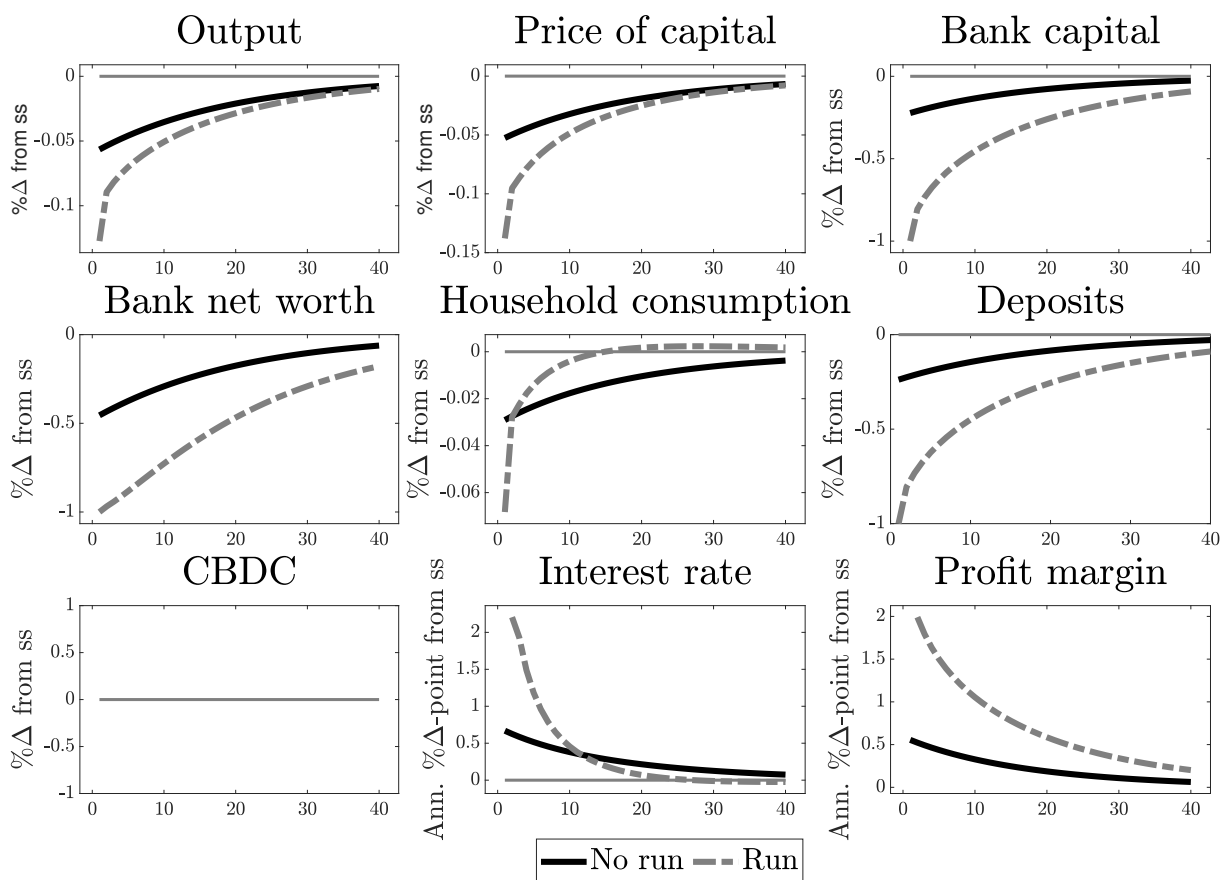 Output Price of capital Bank capital
%Δ from ss %Δ from ss %Δ from ss
0 0 0
-0.05 -0.05 -0.5
-0.1 -0.1
-0.15 -1
0 10 20 30 40 0 10 20 30 40 0 10 20 30 40
Bank net worth Household consumption Deposits
%Δ from ss %Δ from ss %Δ from ss
0 0 0
-0.02
-0.5 -0.04 -0.5
-0.06
-1 -1
0 10 20 30 40 0 10 20 30 40 0 10 20 30 40
CBDC Interest rate Profit margin
%Δ from ss Ann. %Δ-point from ss Ann. %Δ-point from ss
1 2 2
0.5 1.5 1.5
0 1 1
-0.5 0.5 0.5
-1 0 0
0 10 20 30 40 0 10 20 30 40 0 10 20 30 40
No run Run